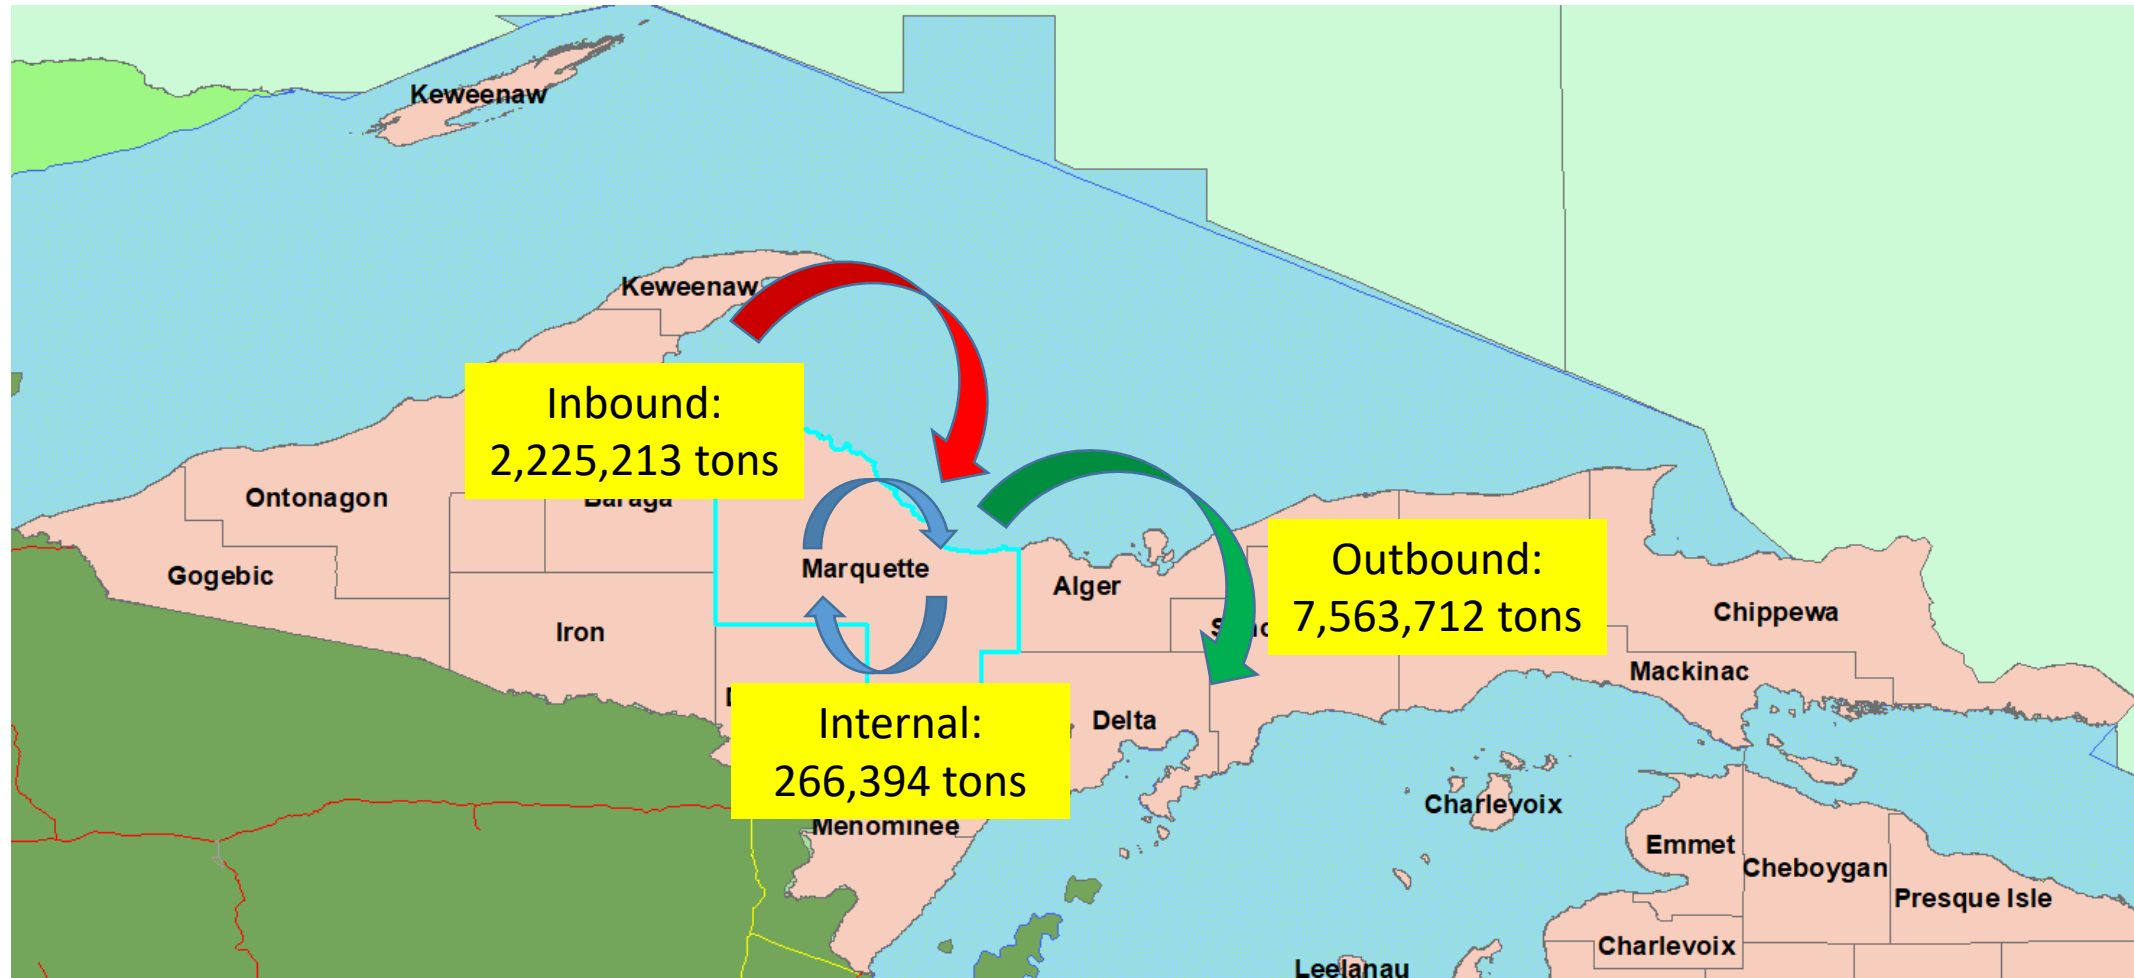 Keweenaw
Keweenaw
Inbound:
2,225,213 tons
Ontonagon
Baraga
Gogebic
Marquette
Alger
Outbound:
7,563,712 tons
Chippewa
Iron
Mackinac
Internal:
266,394 tons
Delta
Menominee
Charlevoix
Emmet
Cheboygan
Presque Isle
Charlevoix
Leelanau